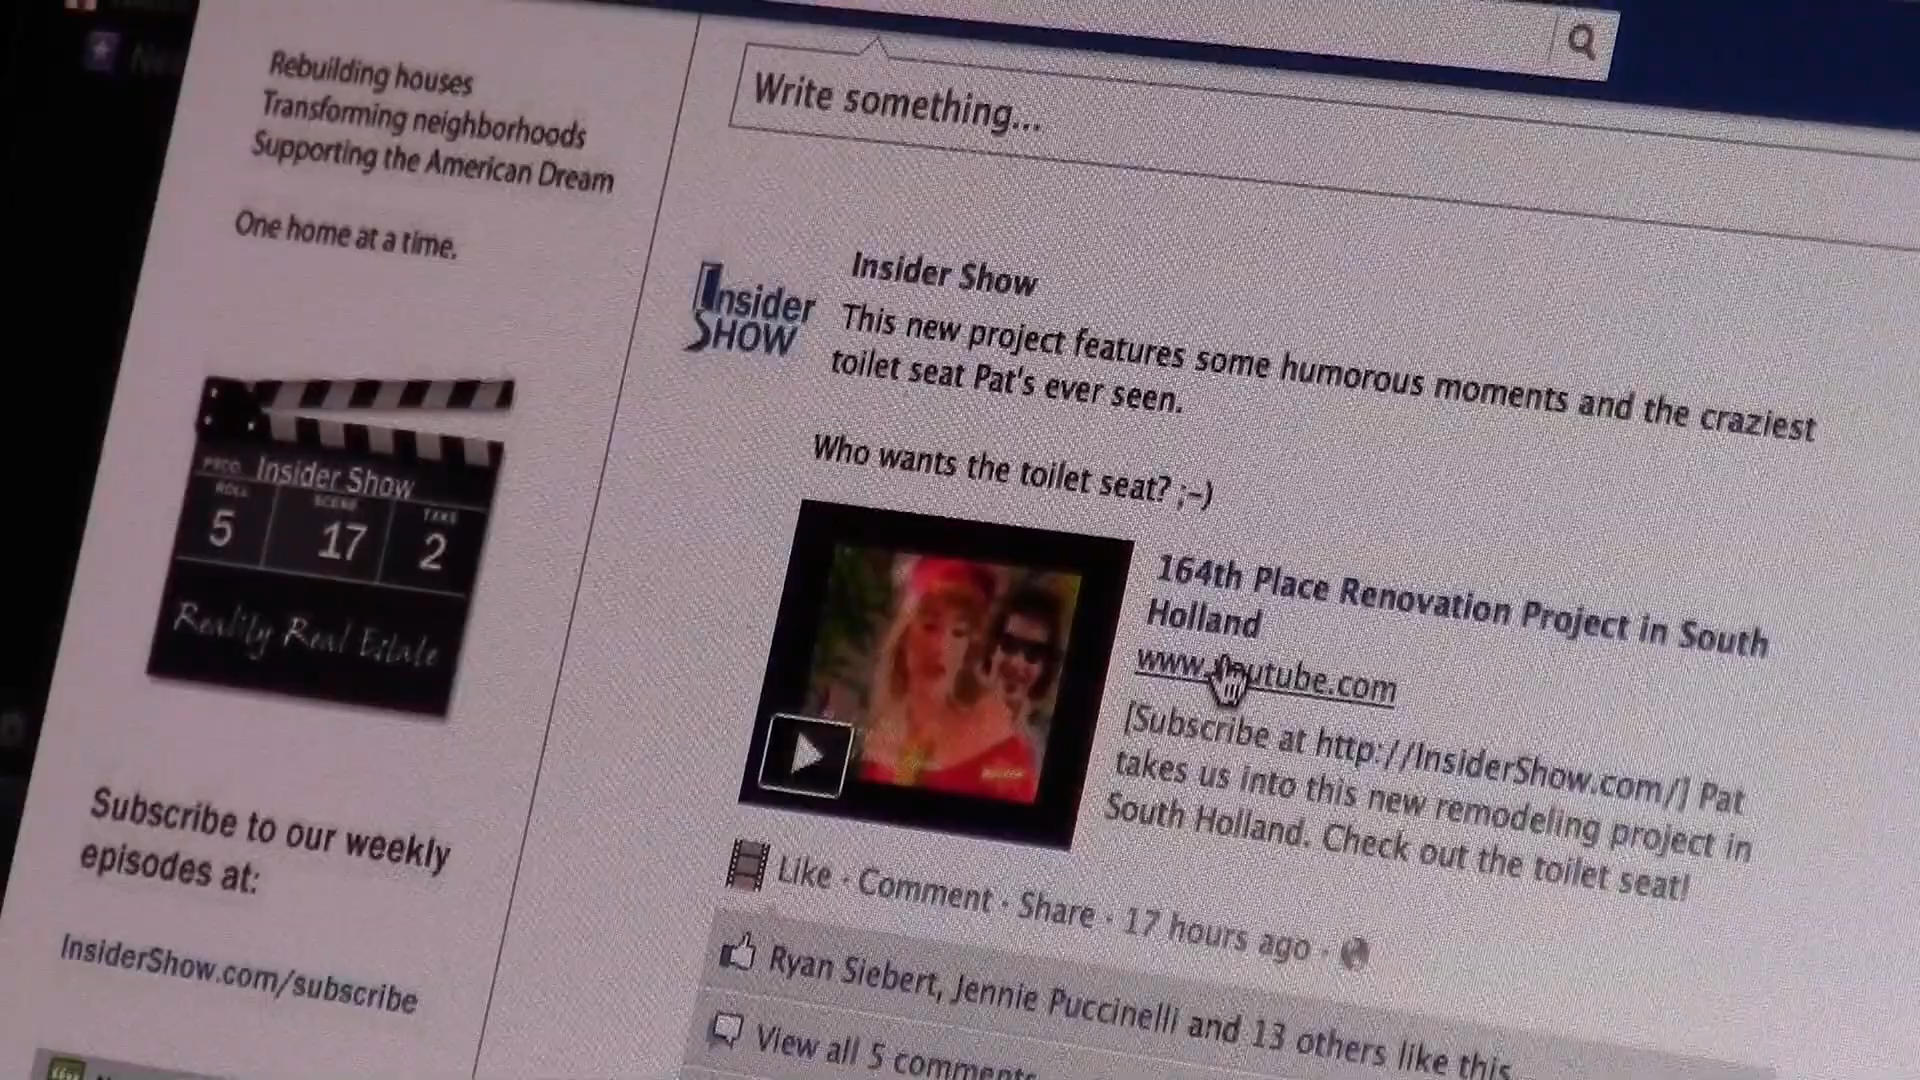 Rebuilding houses
Transforming neighborhoods
Supporting the American Dream
One home at a time.
PROD. Insider Show
ROLL SCENE TAKE
5 17 2
Reality Real Estate
Subscribe to our weekly
episodes at:
InsiderShow.com/subscribe
Write something...
Insider
SHOW
Insider Show
This new project features some humorous moments and the craziest
toilet seat Pat's ever seen.
Who wants the toilet seat? ;-)
164th Place Renovation Project in South
Holland
www. utube.com
[Subscribe at http://InsiderShow.com/] Pat
takes us into this new remodeling project in
South Holland. Check out the toilet seat!
Like · Comment · Share · 17 hours ago ·
Ryan Siebert, Jennie Puccinelli and 13 others like this.
View all 5 comments